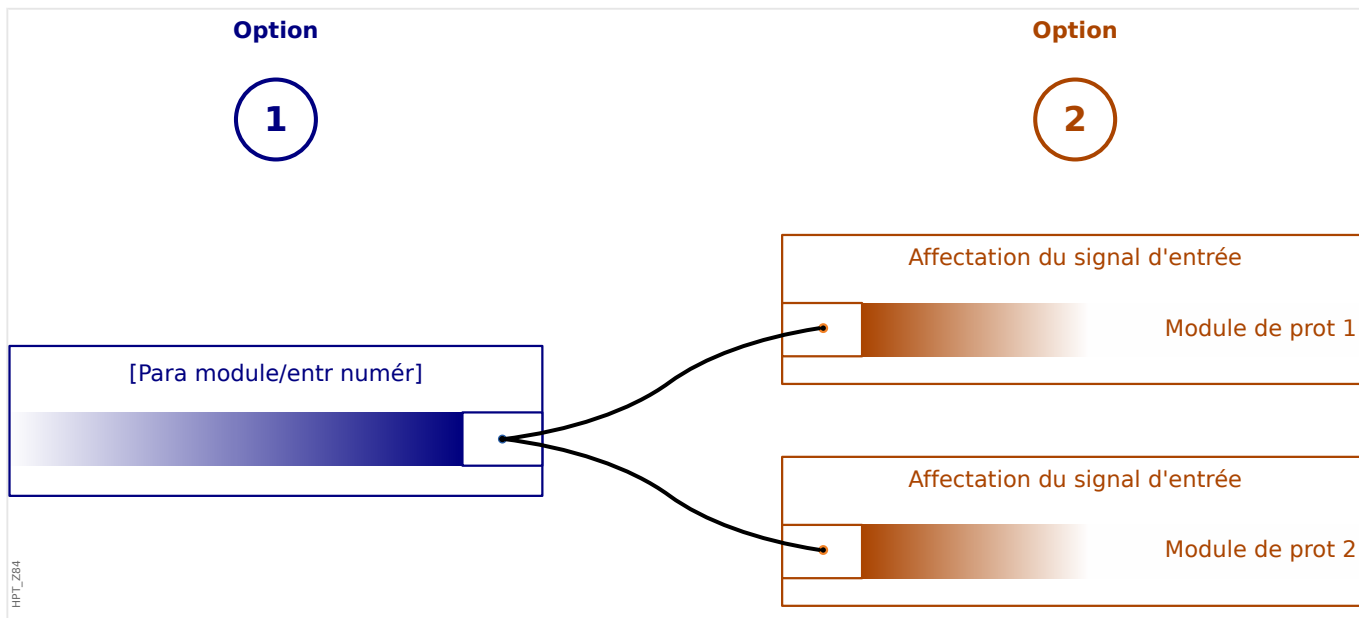 Option
1
[Para module/entr numér]
Option
2
Affectation du signal d'entrée
Module de prot 1
Affectation du signal d'entrée
Module de prot 2
HPT_Z84